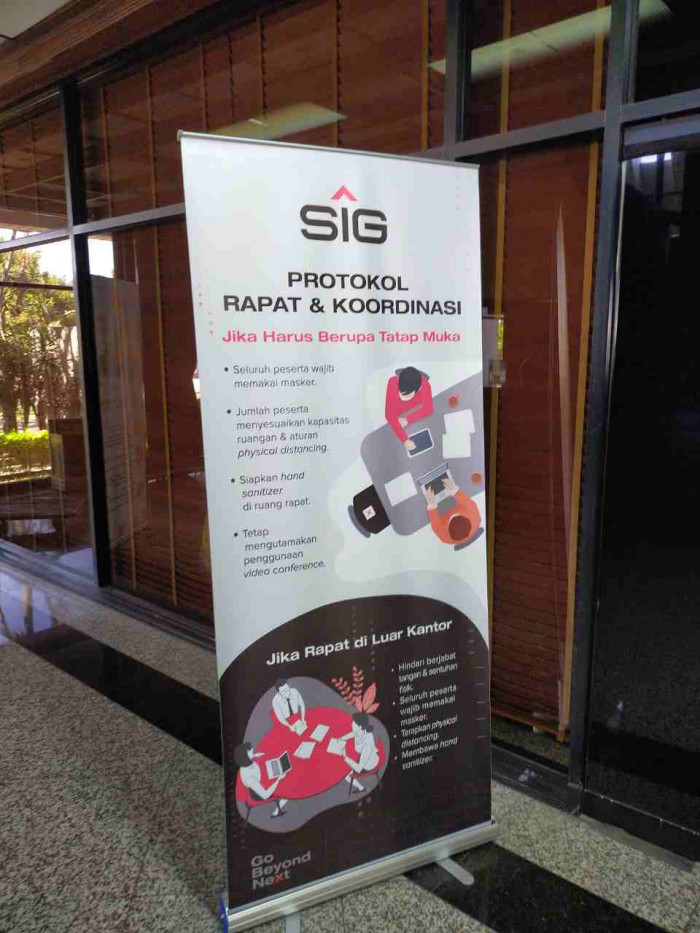 SIG
PROTOKOL
RAPAT & KOORDINASI
Jika Harus Berupa Tatap Muka
• Seluruh peserta wajib
memakai masker.
• Jumlah peserta
menyesuaikan kapasitas
ruangan & aturan
physical distancing.
• Siapkan hand
sanitizer
di ruang rapat.
• Tetap
mengutamakan
penggunaan
video conference.
Jika Rapat di Luar Kantor
• Hindari berjabat
tangan & sentuhan
fisik.
• Seluruh peserta
wajib memakai
masker.
• Terapkan physical
distancing.
• Membawa hand
sanitizer.
Go
Beyond
Next